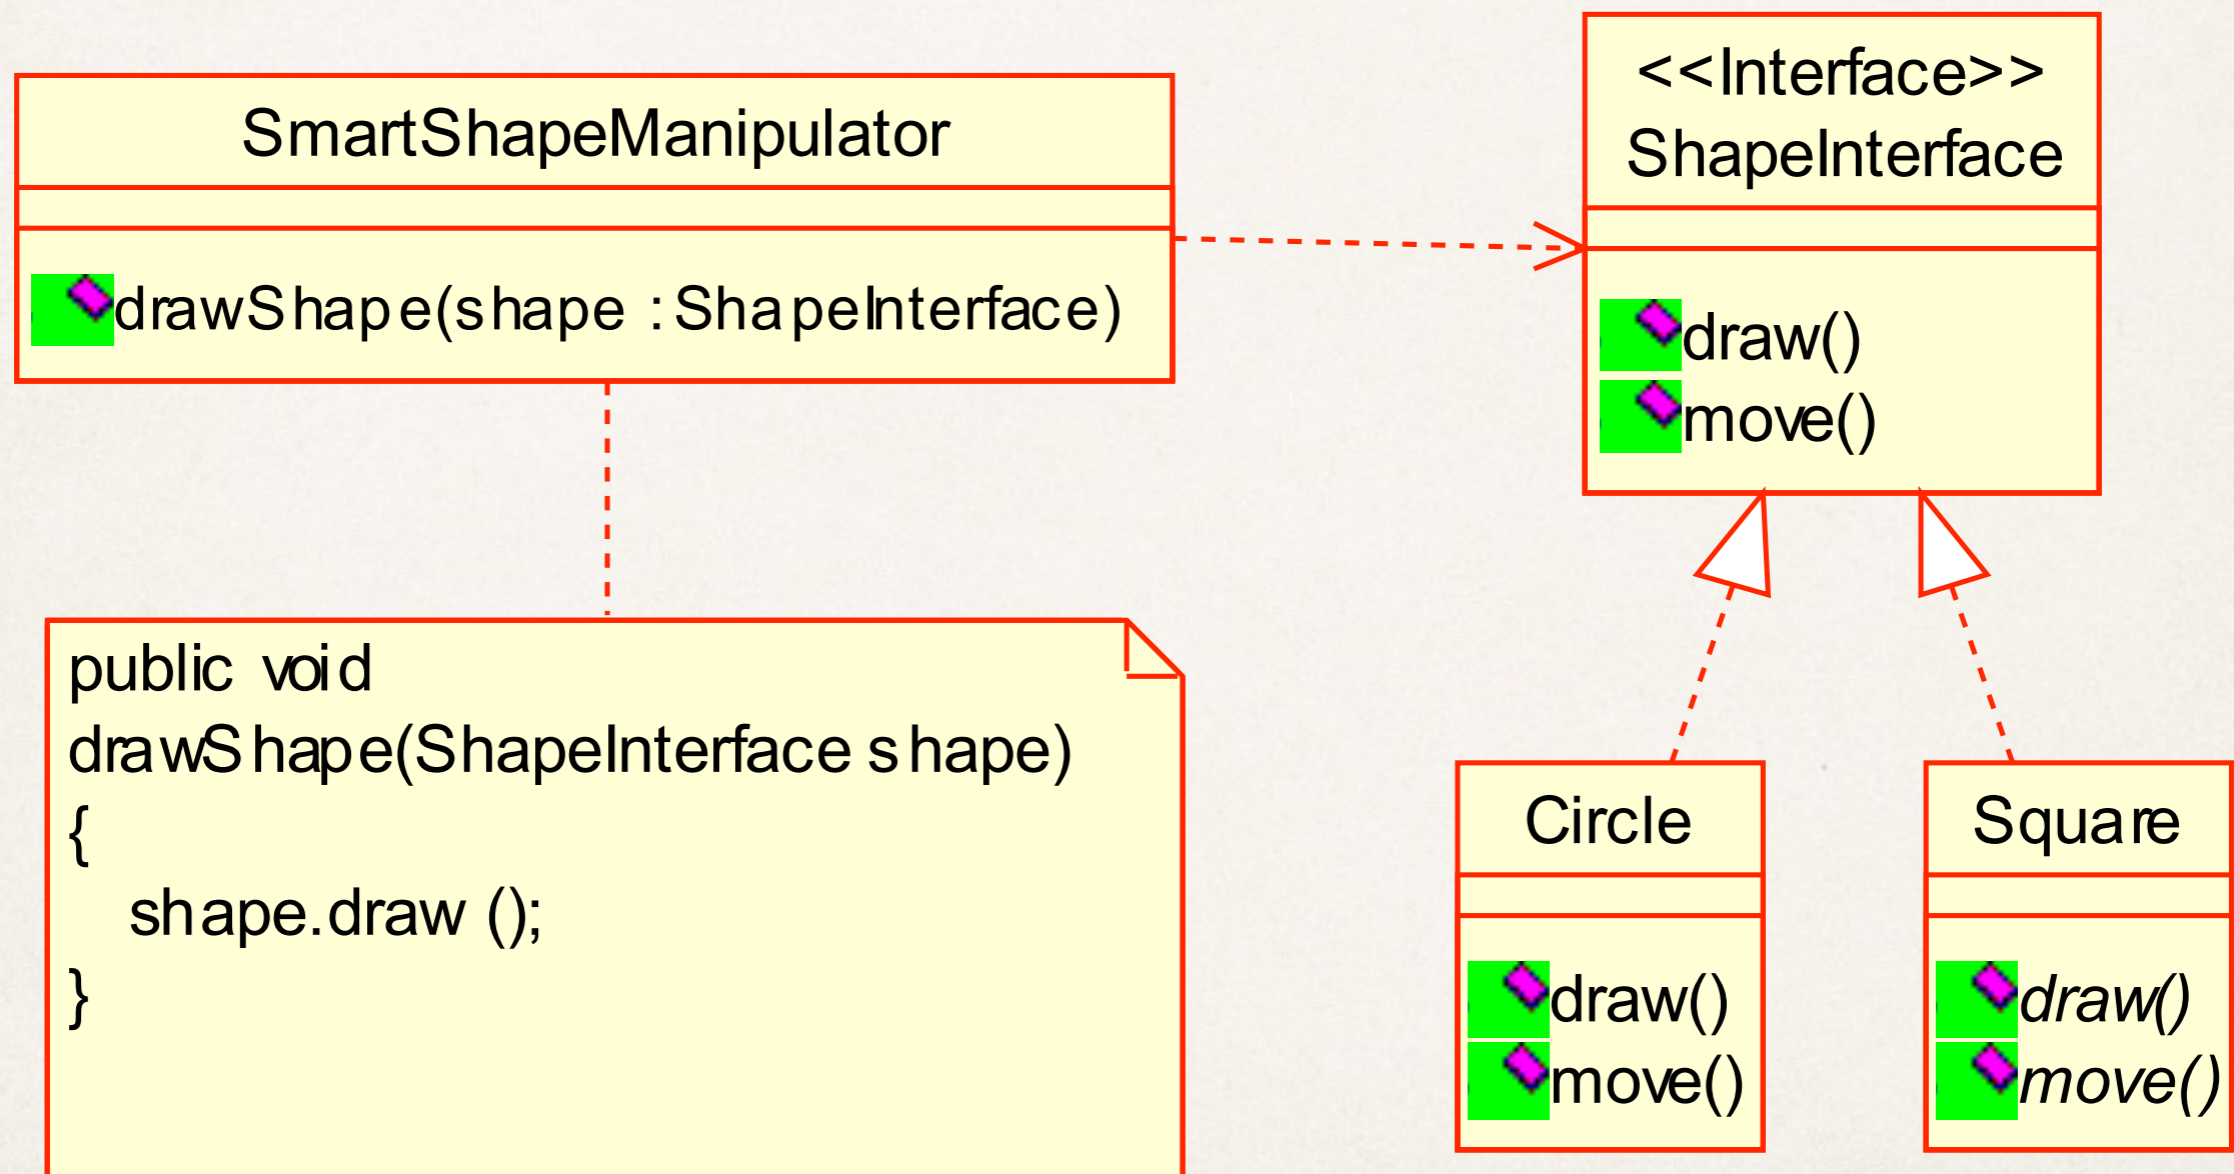 SmartShapeManipulator
drawShape(shape : ShapeInterface)
<<Interface>>
ShapeInterface
draw()
move()
public void
drawShape(ShapeInterface shape)
{
shape.draw ();
}
Circle
draw()
move()
Square
draw()
move()